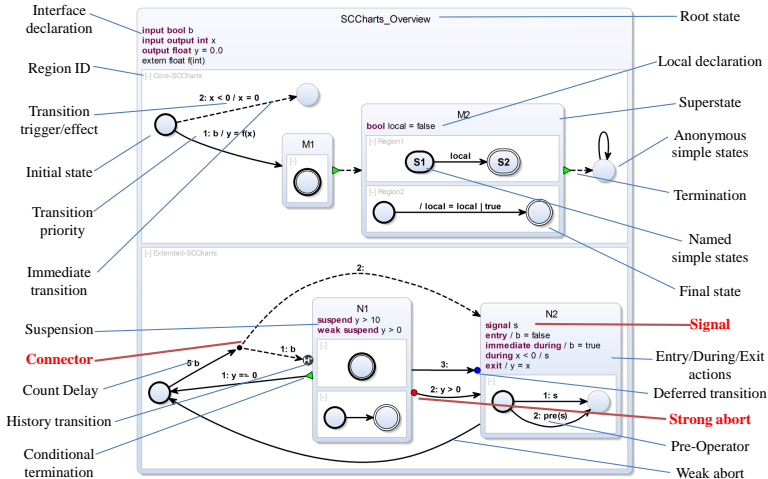 Interface
declaration
Region ID
Transition
trigger/effect
Initial state
Transition
priority
Immediate
transition
Suspension
Connector
Count Delay
History transition
Conditional
termination
SCCharts_Overview
input bool b
input output int x
output float y = 0.0
extern float f(int)
[-] Core-SCCharts
2: x < 0 / x = 0
1: b / y = f(x)
M1
[-]
M2
bool local = false
[-] Region1
S1
local
S2
[-] Region2
/ local = local | true
[-] Extended-SCCharts
2:
1: b
5 b
H
1: y == 0
N1
suspend y > 10
weak suspend y > 0
[-]
[-]
3:
2: y > 0
N2
signal s
entry / b = false
immediate during / b = true
during x < 0 / s
exit / y = x
[-]
1: s
2: pre(s)
Root state
Local declaration
Superstate
Anonymous
simple states
Termination
Named
simple states
Final state
Signal
Entry/During/Exit
actions
Deferred transition
Strong abort
Pre-Operator
Weak abort